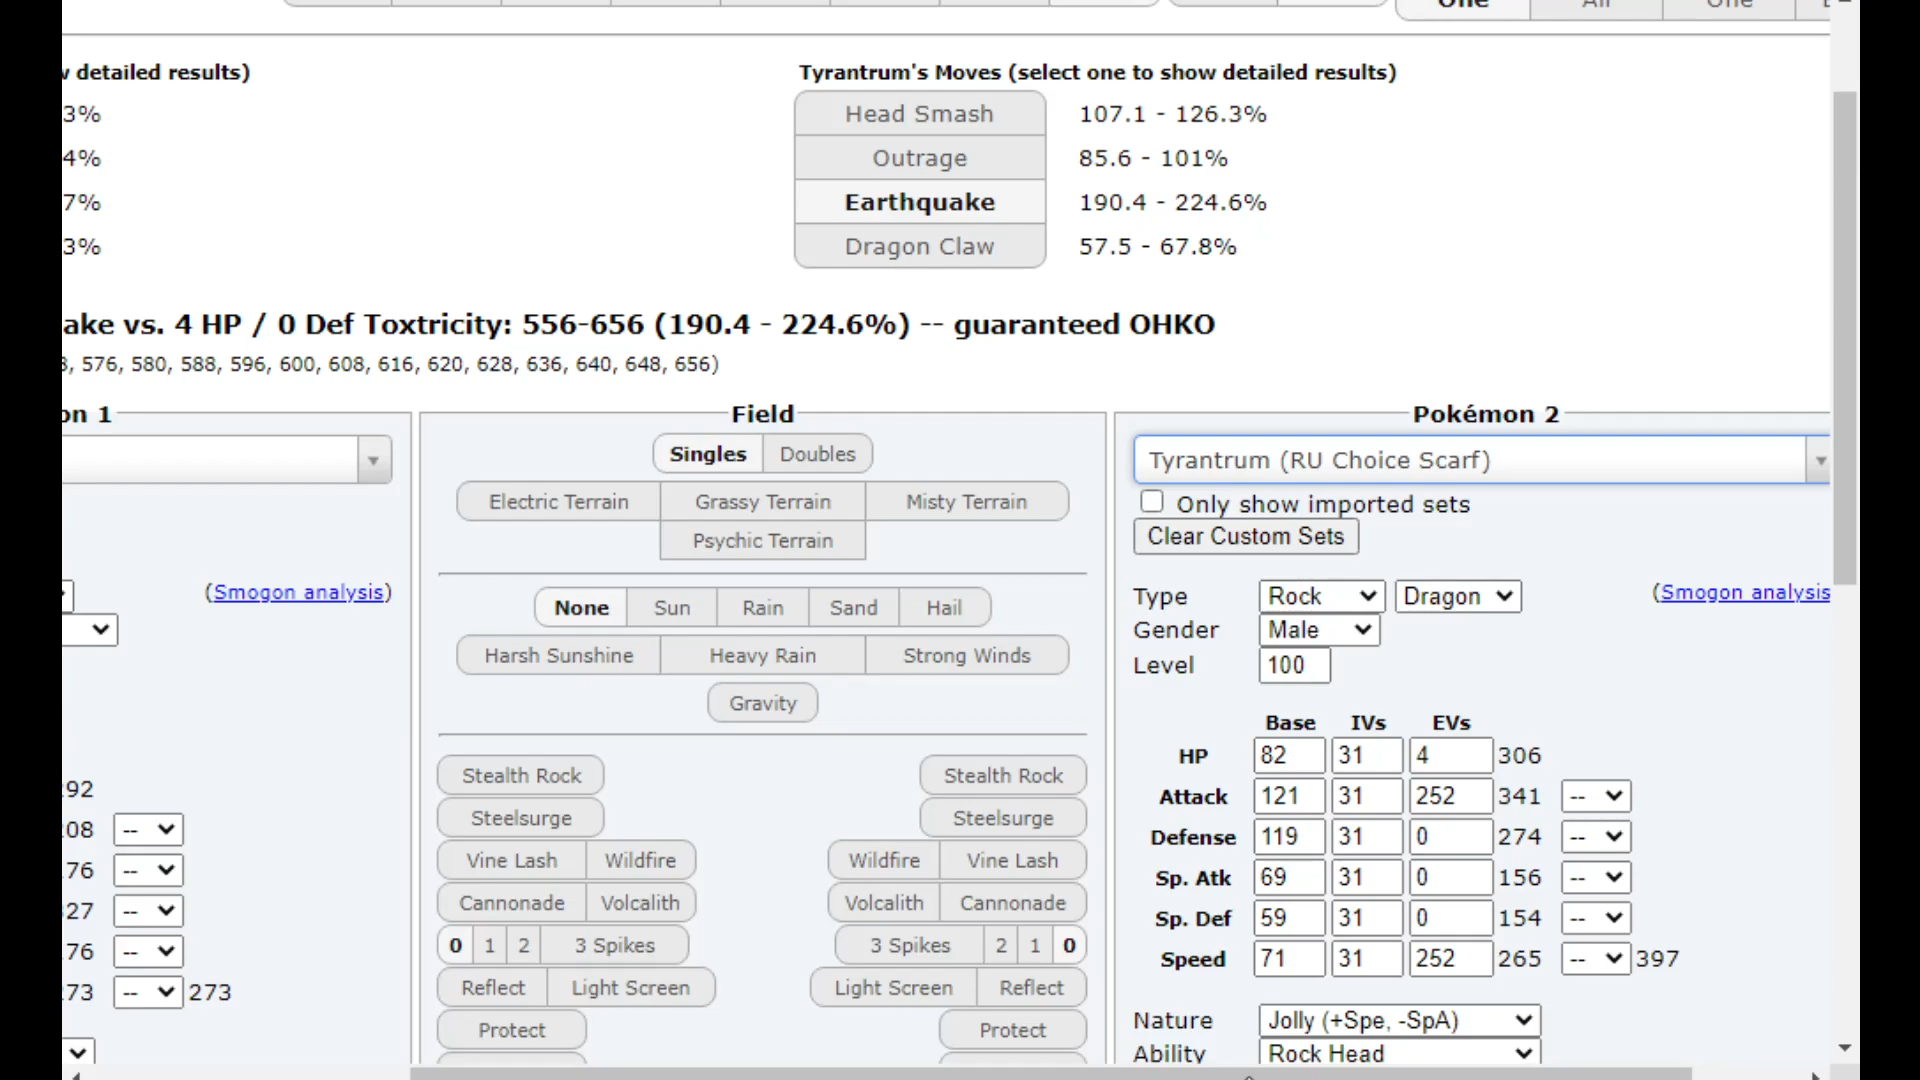 One All One
v detailed results)
3%
4%
7%
3%
Tyrantrum's Moves (select one to show detailed results)
Head Smash 107.1 - 126.3%
Outrage 85.6 - 101%
Earthquake 190.4 - 224.6%
Dragon Claw 57.5 - 67.8%
ake vs. 4 HP / 0 Def Toxtricity: 556-656 (190.4 - 224.6%) -- guaranteed OHKO
, 576, 580, 588, 596, 600, 608, 616, 620, 628, 636, 640, 648, 656)
on 1
(Smogon analysis)
292
208 --
76 --
327 --
76 --
273 -- 273
Field
Singles Doubles
Electric Terrain Grassy Terrain Misty Terrain
Psychic Terrain
None Sun Rain Sand Hail
Harsh Sunshine Heavy Rain Strong Winds
Gravity
Stealth Rock Stealth Rock
Steelsurge Steelsurge
Vine Lash Wildfire Wildfire Vine Lash
Cannonade Volcalith Volcalith Cannonade
0 1 2 3 Spikes 3 Spikes 2 1 0
Reflect Light Screen Light Screen Reflect
Protect Protect
Pokémon 2
Tyrantrum (RU Choice Scarf)
Only show imported sets
Clear Custom Sets
Type Rock Dragon (Smogon analysis
Gender Male
Level 100
Base IVs EVs
HP 82 31 4 306
Attack 121 31 252 341 --
Defense 119 31 0 274 --
Sp. Atk 69 31 0 156 --
Sp. Def 59 31 0 154 --
Speed 71 31 252 265 -- 397
Nature Jolly (+Spe, -SpA)
Ability Rock Head